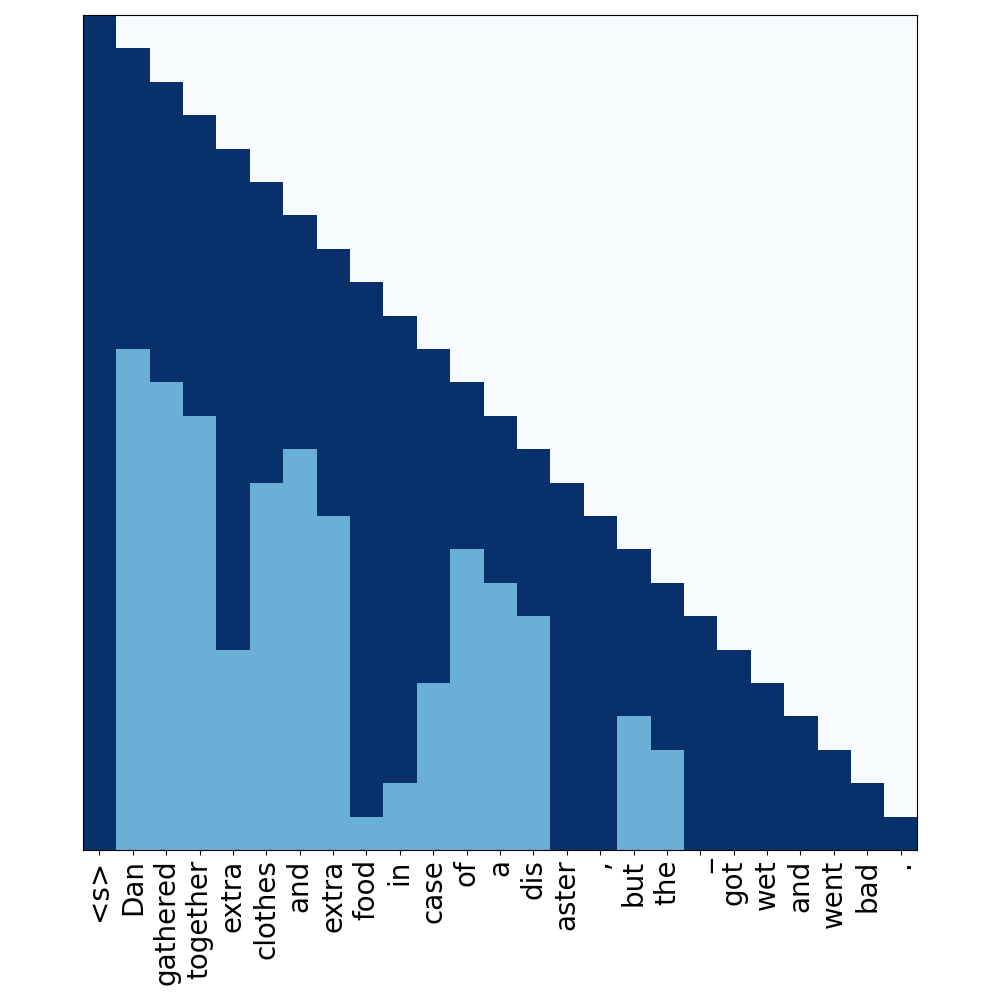 <s> Dan gathered together extra clothes and extra food in case of a dis aster , but the _ got wet and went bad .